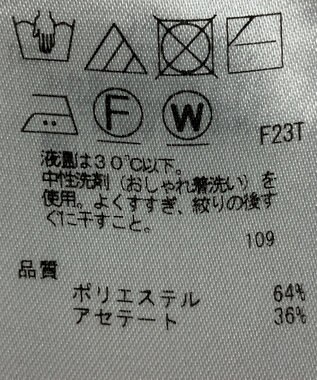 F W F23T
液温は30℃以下。
中性洗剤（おしゃれ着洗い）を
使用。よくすすぎ、絞りの後す
ぐに干すこと。
109
品質
ポリエステル 64%
アセテート 36%